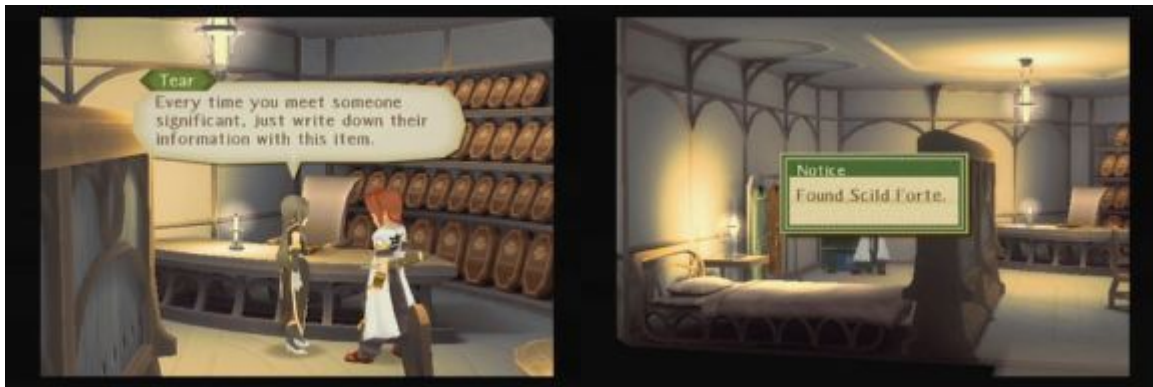 Tear
Every time you meet someone
significant, just write down their
information with this item.
Notice
Found Scild Forte.